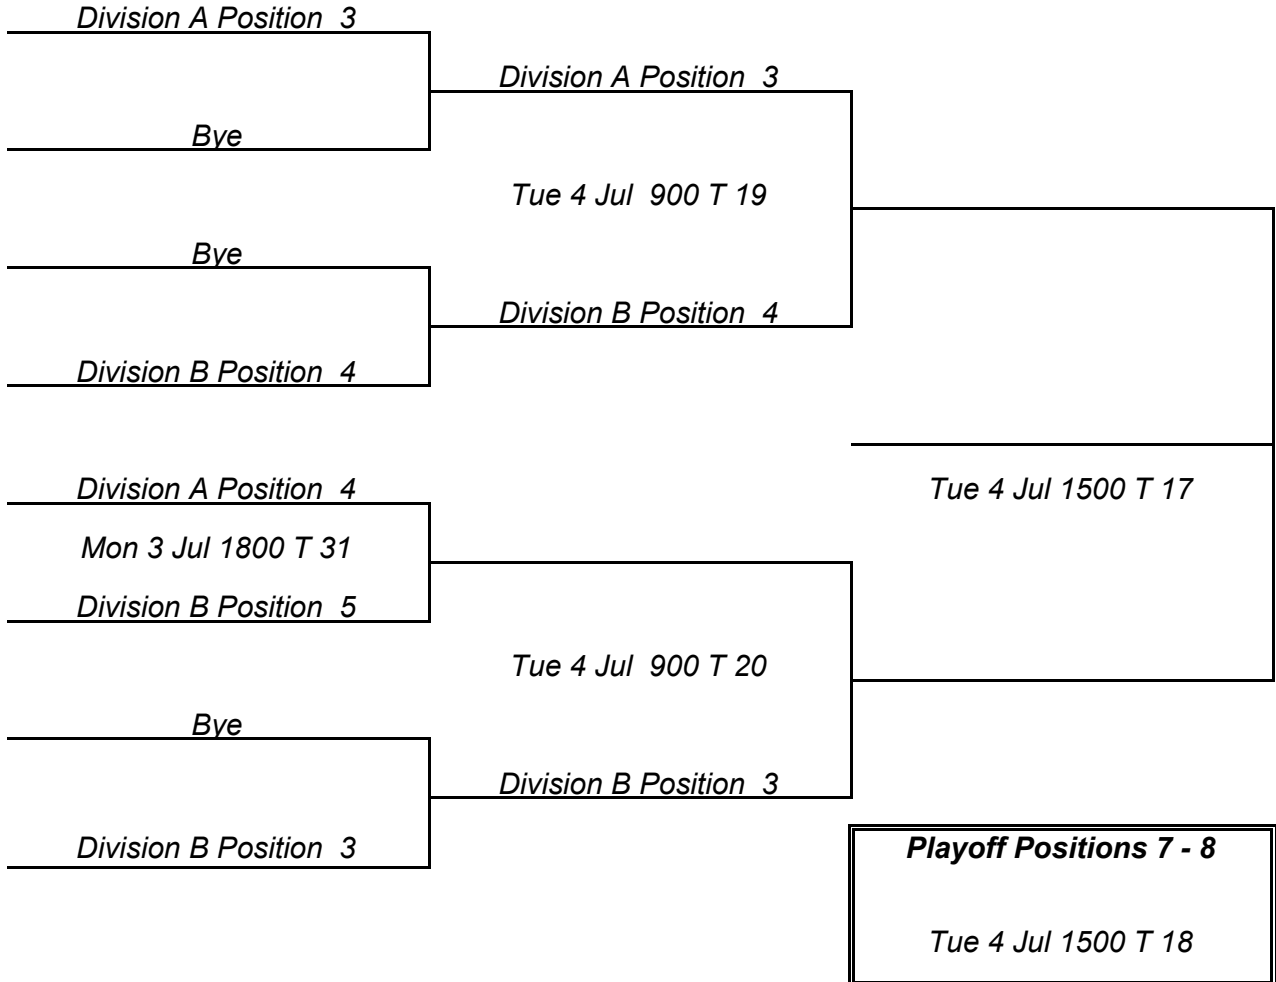 Division A Position 3
Division A Position 3
Bye
Tue 4 Jul 900 T 19
Bye
Division B Position 4
Division B Position 4
Division A Position 4
Tue 4 Jul 1500 T 17
Mon 3 Jul 1800 T 31
Division B Position 5
Tue 4 Jul 900 T 20
Bye
Division B Position 3
Division B Position 3
Playoff Positions 7 - 8
Tue 4 Jul 1500 T 18